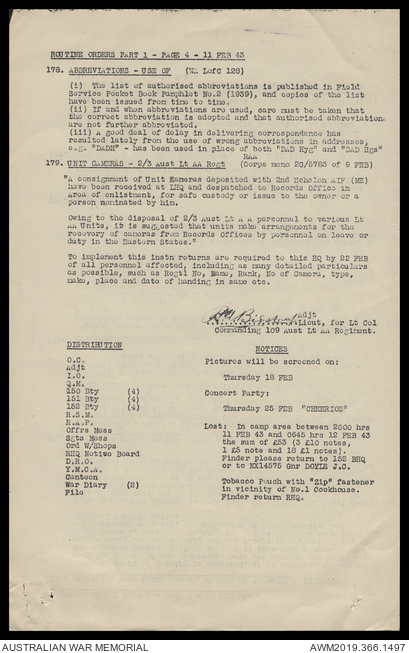 ROUTINE ORDERS PART 1 - PAGE 4 - 11 FEB 43
178. ABBREVIATIONS - USE OF (VML LofC 128)
(i) The list of authorised abbreviations is published in Field
Service Pocket Book Pamphlet No.2 (1939), and copies of the list
have been issued from time to time.
(ii) If and when abbreviations are used, care must be taken that
the correct abbreviation is adopted and that authorised abbreviations
are not further abbreviated.
(iii) A good deal of delay in delivering correspondence has
resulted lately from the use of wrong abbreviations in addresses,
e.g. "DADH" - has been used in place of both "DAD Hyg" and "DAD Hgs"
RAA
179. UNIT CAMERAS - 2/3 Aust Lt AA Regt (Corps memo 2G/5783 of 9 FEB)
"A consignment of Unit Kameras deposited with 2nd Echelon AIF (ME)
have been received at LHQ and despatched to Records Office in
area of enlistment, for safe custody or issue to the owner or a
person nominated by him.
Owing to the disposal of 2/3 Aust Lt A A personnel to various Lt
AA Units, it is suggested that units make arrangements for the
recovery of cameras from Records Offices by personnel on leave or
duty in the Eastern States."
To implement this instn returns are required to this HQ by 22 FEB
of all personnel affected, including as many detailed particulars
as possible, such as Regtl No, Name, Rank, No of Camera, type,
make, place and date of handing in same etc.
Adjt
Lieut, for Lt Col
Commanding 109 Aust Lt AA Regiment.
DISTRIBUTION
O.C.
Adjt
I.O.
Q.M.
150 Bty (4)
151 Bty (4)
152 Bty (4)
R.S.M.
R.A.P.
Offrs Mess
Sgts Mess
Ord W/Shops
RHQ Notice Board
D.R.O.
Y.M.C.A.
Canteen
War Diary (2)
File
NOTICES
Pictures will be screened on:
Thursday 18 FEB
Concert Party:
Thursday 25 FEB "CHEERIOS"
Lost: In camp area between 2000 hrs
11 FEB 43 and 0645 hrs 12 FEB 43
the sum of £53 (3 £10 notes,
1 £5 note and 18 £1 notes).
Finder please return to 152 BHQ
or to NX14575 Gnr DOYLE J.C.
Tobacco Pouch with "Zip" fastener
in vicinity of No.1 Cookhouse.
Finder return RHQ.
AUSTRALIAN WAR MEMORIAL
AWM2019.366.1497